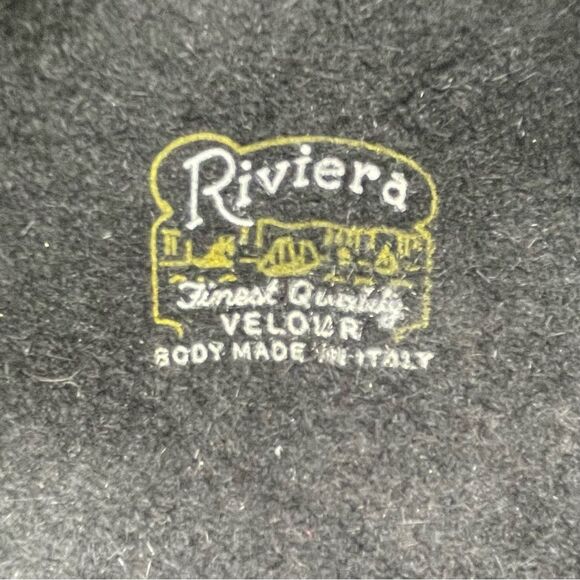 Riviera
Finest Quality
VELOUR
BODY MADE IN ITALY